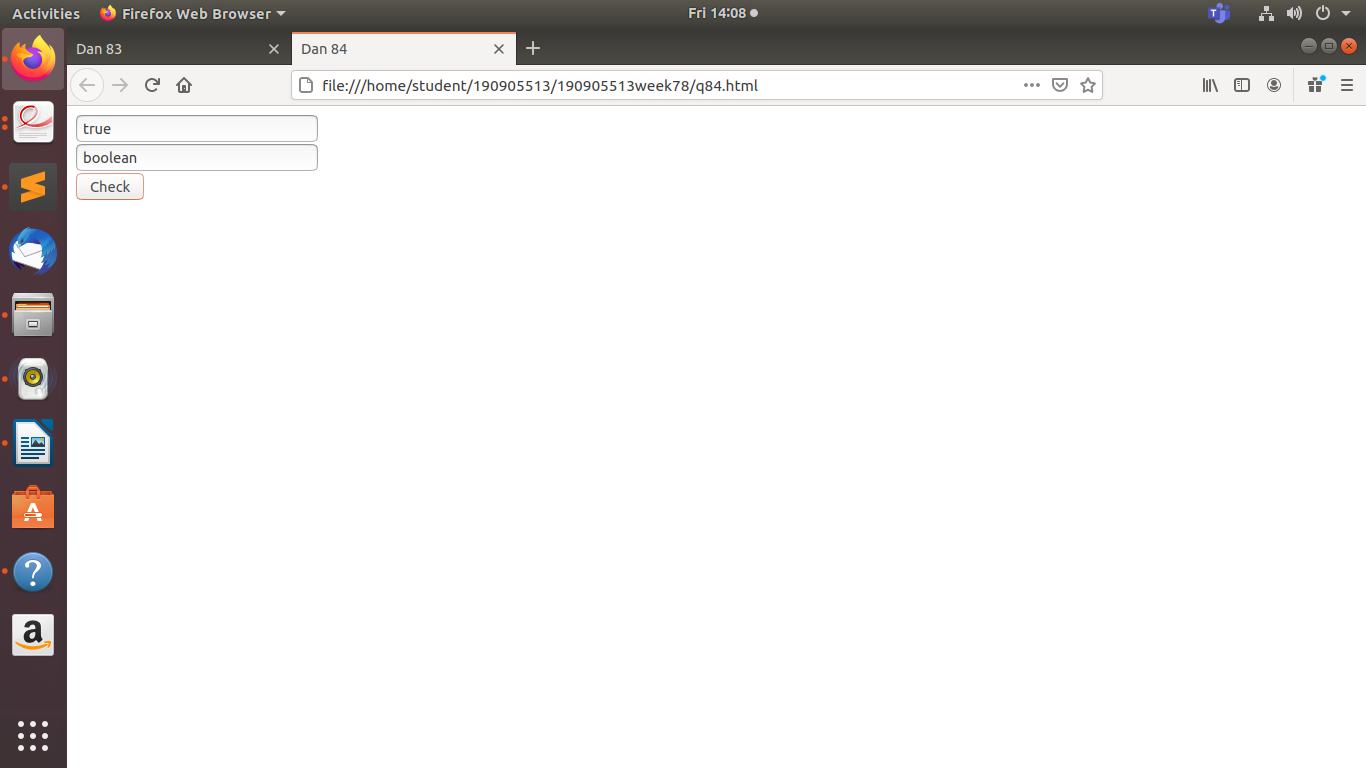 Activities Firefox Web Browser Fri 14:08
Dan 83 Dan 84
file:///home/student/190905513/190905513week78/q84.html
true
boolean
Check